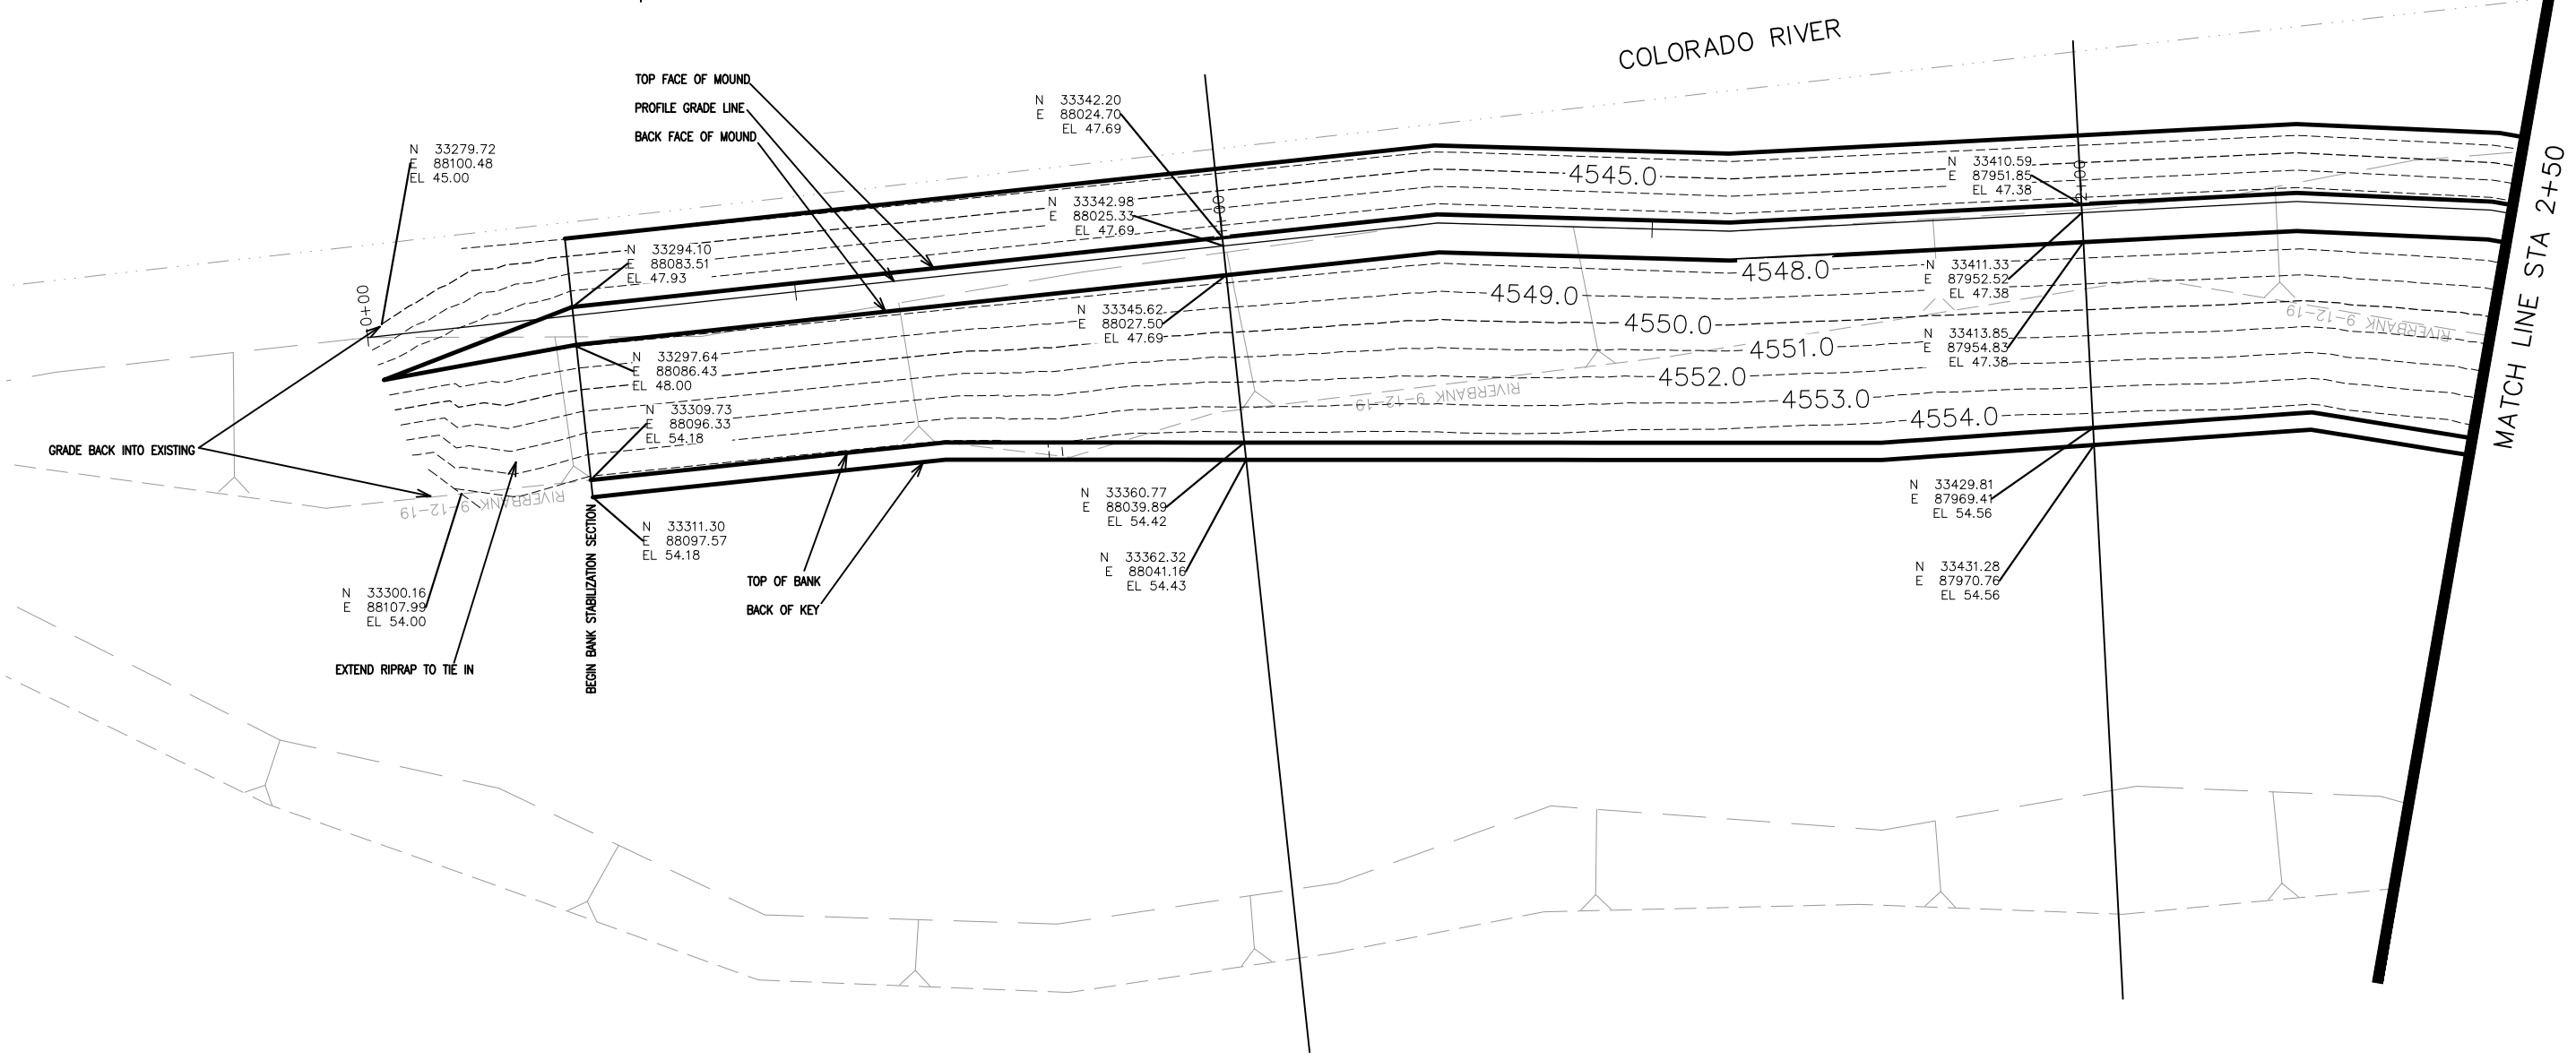 COLORADO RIVER
TOP FACE OF MOUND
PROFILE GRADE LINE
BACK FACE OF MOUND
N 33342.20
E 88024.70
EL 47.69
N 33279.72
E 88100.48
EL 45.00
4545.0
N 33410.59
E 87951.85
EL 47.38
2+00
MATCH LINE STA 2+50
N 33342.98
E 88025.33
EL 47.69
N 33294.10
E 88083.51
EL 47.93
4548.0
N 33411.33
E 87952.52
EL 47.38
4549.0
0+00
N 33345.62
E 88027.50
EL 47.69
4550.0
RIVERBANK 9-12-19
N 33413.85
E 87954.83
EL 47.38
4551.0
N 33297.64
E 88086.43
EL 48.00
4552.0
RIVERBANK 9-12-19
4553.0
N 33309.73
E 88096.33
EL 54.18
4554.0
GRADE BACK INTO EXISTING
RIVERBANK 9-12-19
N 33360.77
E 88039.89
EL 54.42
N 33429.81
E 87969.41
EL 54.56
N 33311.30
E 88097.57
EL 54.18
BEGIN BANK STABILIZATION SECTION
N 33362.32
E 88041.16
EL 54.43
N 33431.28
E 87970.76
EL 54.56
TOP OF BANK
BACK OF KEY
N 33300.16
E 88107.99
EL 54.00
EXTEND RIPRAP TO TIE IN